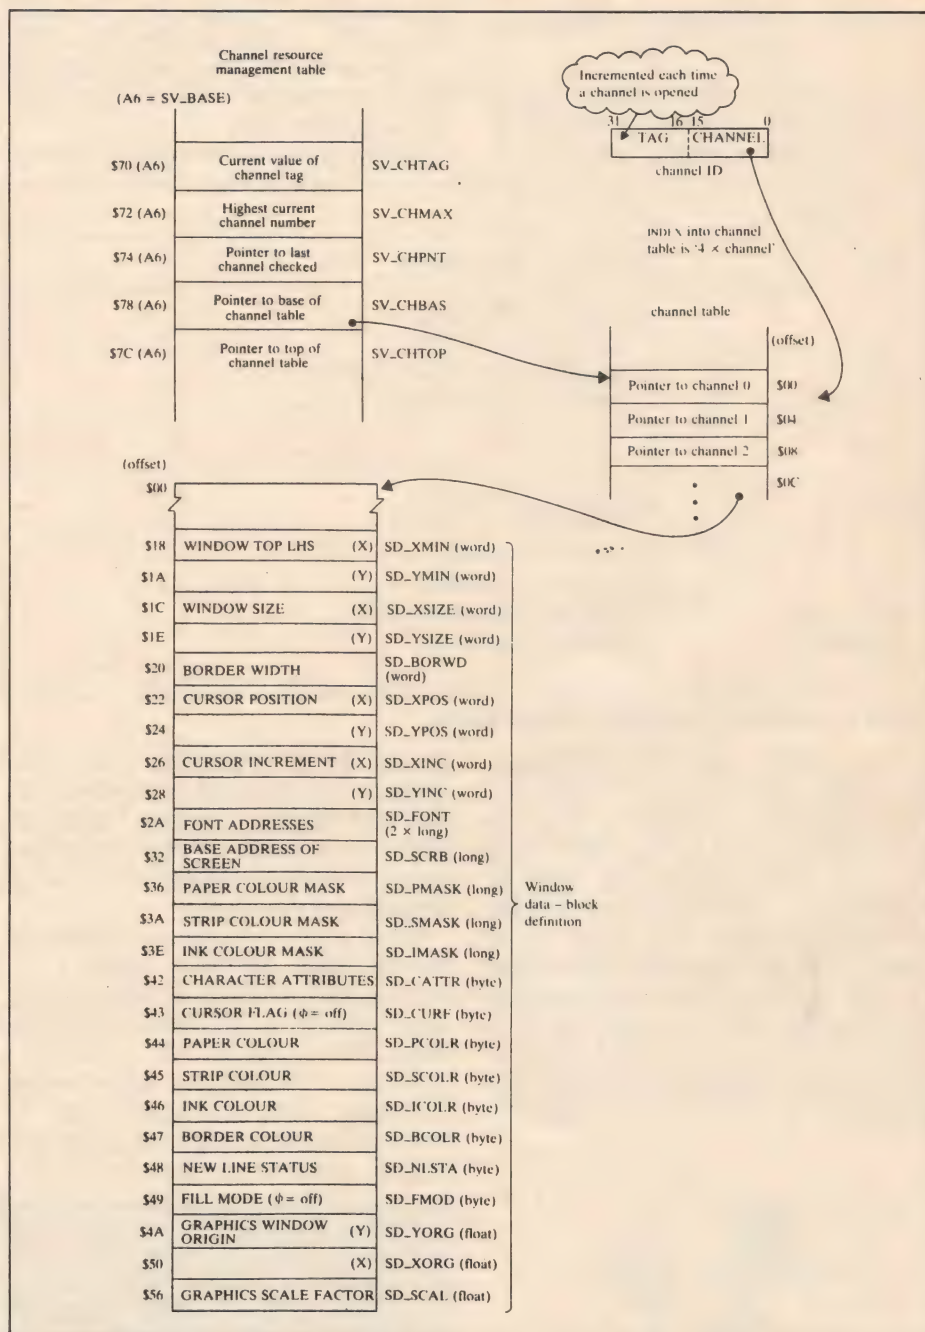 Channel resource
management table
(A6 = SV_BASE)
$70 (A6) Current value of channel tag SV_CHTAG
$72 (A6) Highest current channel number SV_CHMAX
$74 (A6) Pointer to last channel checked SV_CHPNT
$78 (A6) Pointer to base of channel table SV_CHBAS
$7C (A6) Pointer to top of channel table SV_CHTOP
Incremented each time
a channel is opened
31 16 15 0
TAG CHANNEL
channel ID
INDEX into channel
table is '4 × channel'
channel table
(offset)
Pointer to channel 0 $00
Pointer to channel 1 $04
Pointer to channel 2 $08
$0C
(offset)
$00
$18 WINDOW TOP LHS (X) SD_XMIN (word)
$1A (Y) SD_YMIN (word)
$1C WINDOW SIZE (X) SD_XSIZE (word)
$1E (Y) SD_YSIZE (word)
$20 BORDER WIDTH SD_BORWD (word)
$22 CURSOR POSITION (X) SD_XPOS (word)
$24 (Y) SD_YPOS (word)
$26 CURSOR INCREMENT (X) SD_XINC (word)
$28 (Y) SD_YINC (word)
$2A FONT ADDRESSES SD_FONT (2 × long)
$32 BASE ADDRESS OF SCREEN SD_SCRB (long)
$36 PAPER COLOUR MASK SD_PMASK (long)
$3A STRIP COLOUR MASK SD_SMASK (long)
$3E INK COLOUR MASK SD_IMASK (long)
$42 CHARACTER ATTRIBUTES SD_CATTR (byte)
$43 CURSOR FLAG (ϕ = off) SD_CURF (byte)
$44 PAPER COLOUR SD_PCOLR (byte)
$45 STRIP COLOUR SD_SCOLR (byte)
$46 INK COLOUR SD_ICOLR (byte)
$47 BORDER COLOUR SD_BCOLR (byte)
$48 NEW LINE STATUS SD_NLSTA (byte)
$49 FILL MODE (ϕ = off) SD_FMOD (byte)
$4A GRAPHICS WINDOW ORIGIN (Y) SD_YORG (float)
$50 (X) SD_XORG (float)
$56 GRAPHICS SCALE FACTOR SD_SCAL (float)
Window
data – block
definition